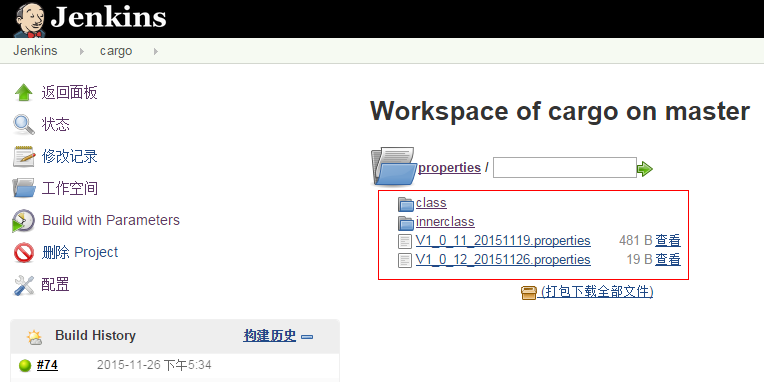 Jenkins
Jenkins cargo
返回面板
状态
修改记录
工作空间
Build with Parameters
删除 Project
配置
Build History 构建历史
#74 2015-11-26 下午5:34
Workspace of cargo on master
properties /
class
innerclass
V1_0_11_20151119.properties 481 B 查看
V1_0_12_20151126.properties 19 B 查看
(打包下载全部文件)